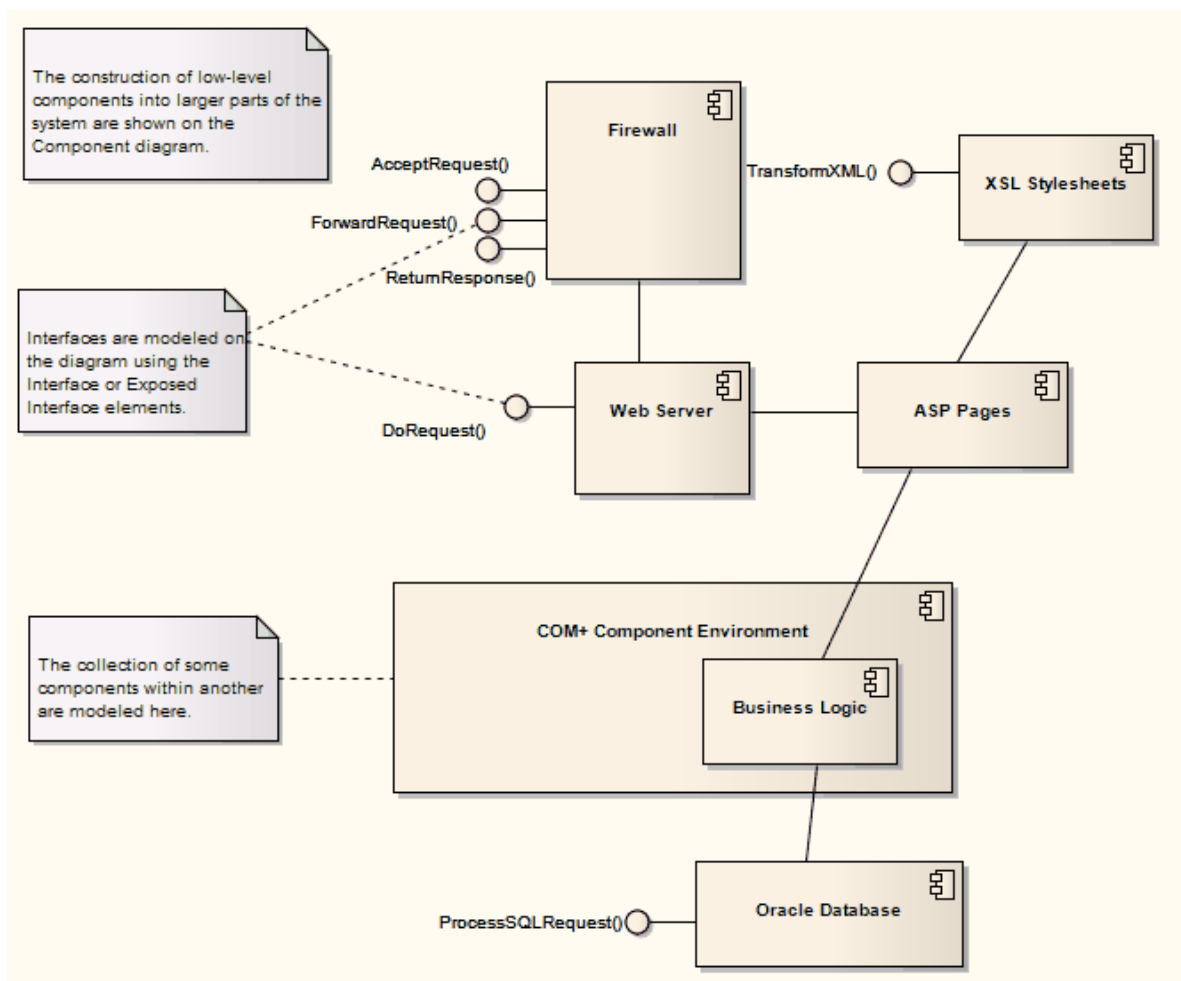 The construction of low-level
components into larger parts of the
system are shown on the
Component diagram.
Firewall
AcceptRequest()
ForwardRequest()
ReturnResponse()
TransformXML()
XSL Stylesheets
Interfaces are modeled on
the diagram using the
Interface or Exposed
Interface elements.
DoRequest()
Web Server
ASP Pages
The collection of some
components within another
are modeled here.
COM+ Component Environment
Business Logic
ProcessSQLRequest()
Oracle Database